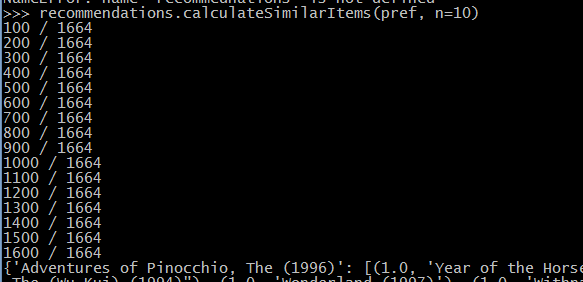 NameError: name 'recommednations' is not defined
>>> recommendations.calculateSimilarItems(pref, n=10)
100 / 1664
200 / 1664
300 / 1664
400 / 1664
500 / 1664
600 / 1664
700 / 1664
800 / 1664
900 / 1664
1000 / 1664
1100 / 1664
1200 / 1664
1300 / 1664
1400 / 1664
1500 / 1664
1600 / 1664
{'Adventures of Pinocchio, The (1996)': [(1.0, 'Year of the Horse
The (Wu Kui) (1994)"), (1.0, 'Wonderland (1997)'), (1.0, 'Withna